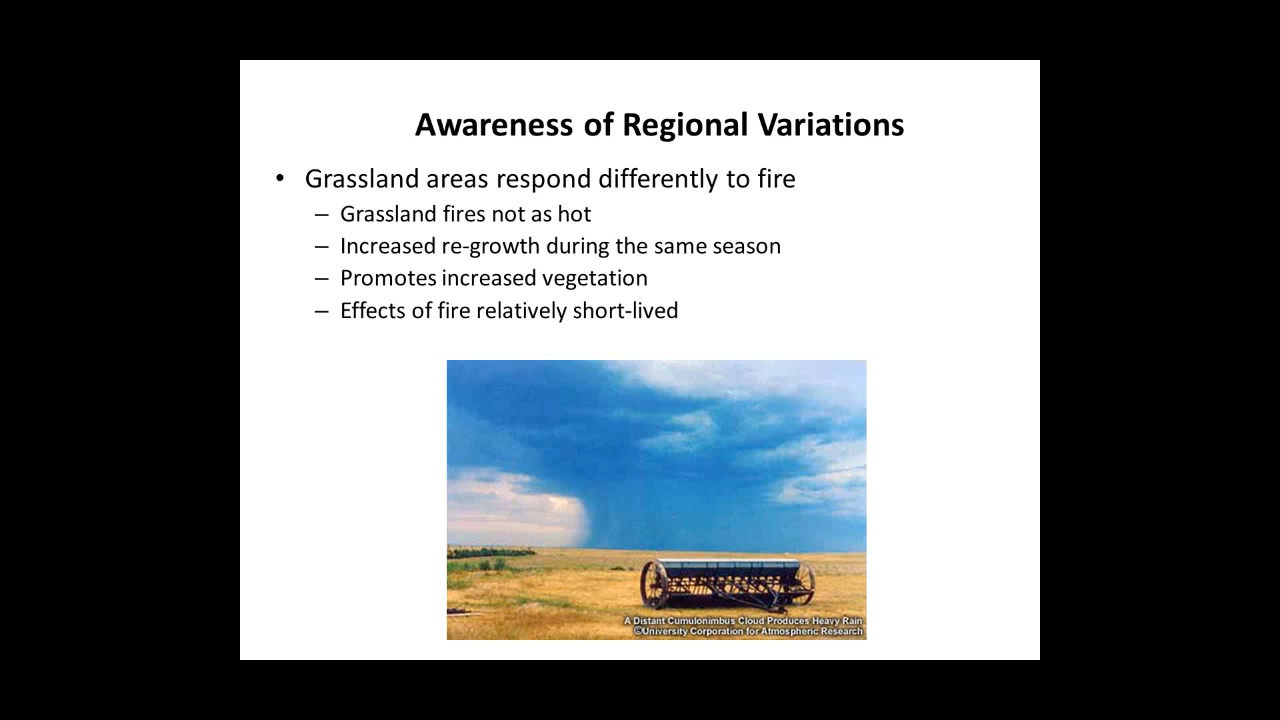 Awareness of Regional Variations
• Grassland areas respond differently to fire
– Grassland fires not as hot
– Increased re-growth during the same season
– Promotes increased vegetation
– Effects of fire relatively short-lived
A Distant Cumulonimbus Cloud Produces Heavy Rain
©University Corporation for Atmospheric Research